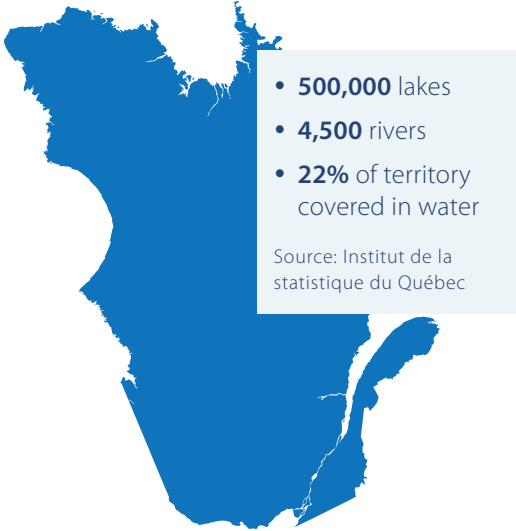 • 500,000 lakes
• 4,500 rivers
• 22% of territory
covered in water
Source: Institut de la
statistique du Québec